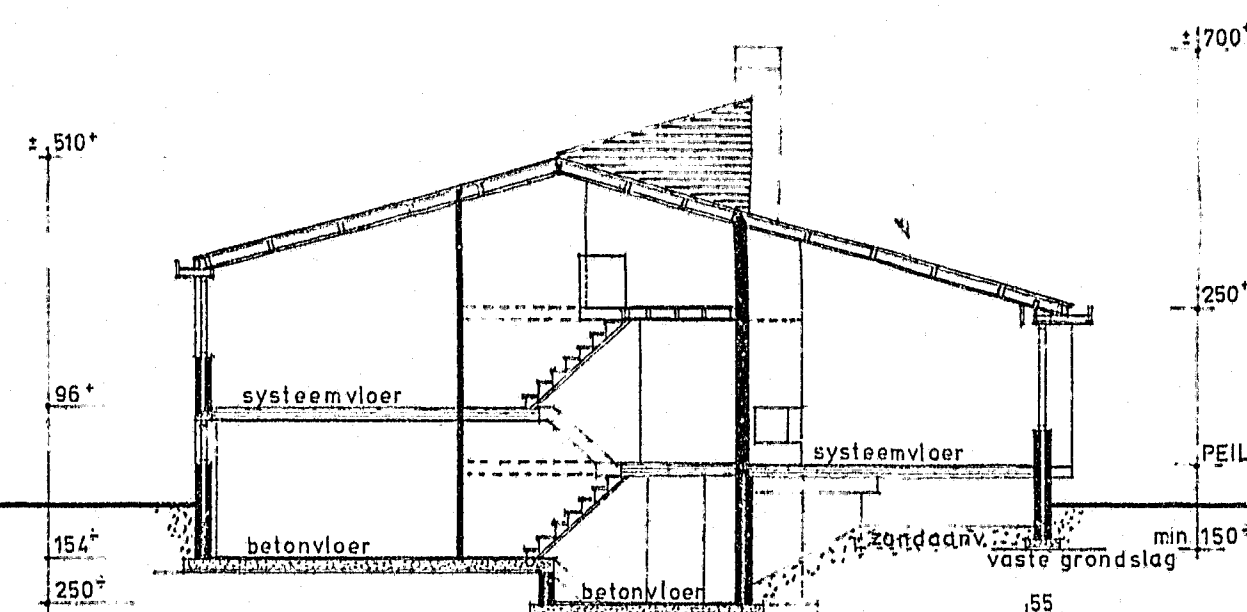 ± 700+
± 510+
250+
96+
systeemvloer
systeemvloer
PEIL
154÷
betonvloer
zandaanv.
min. 150÷
vaste grondslag
250÷
betonvloer
55